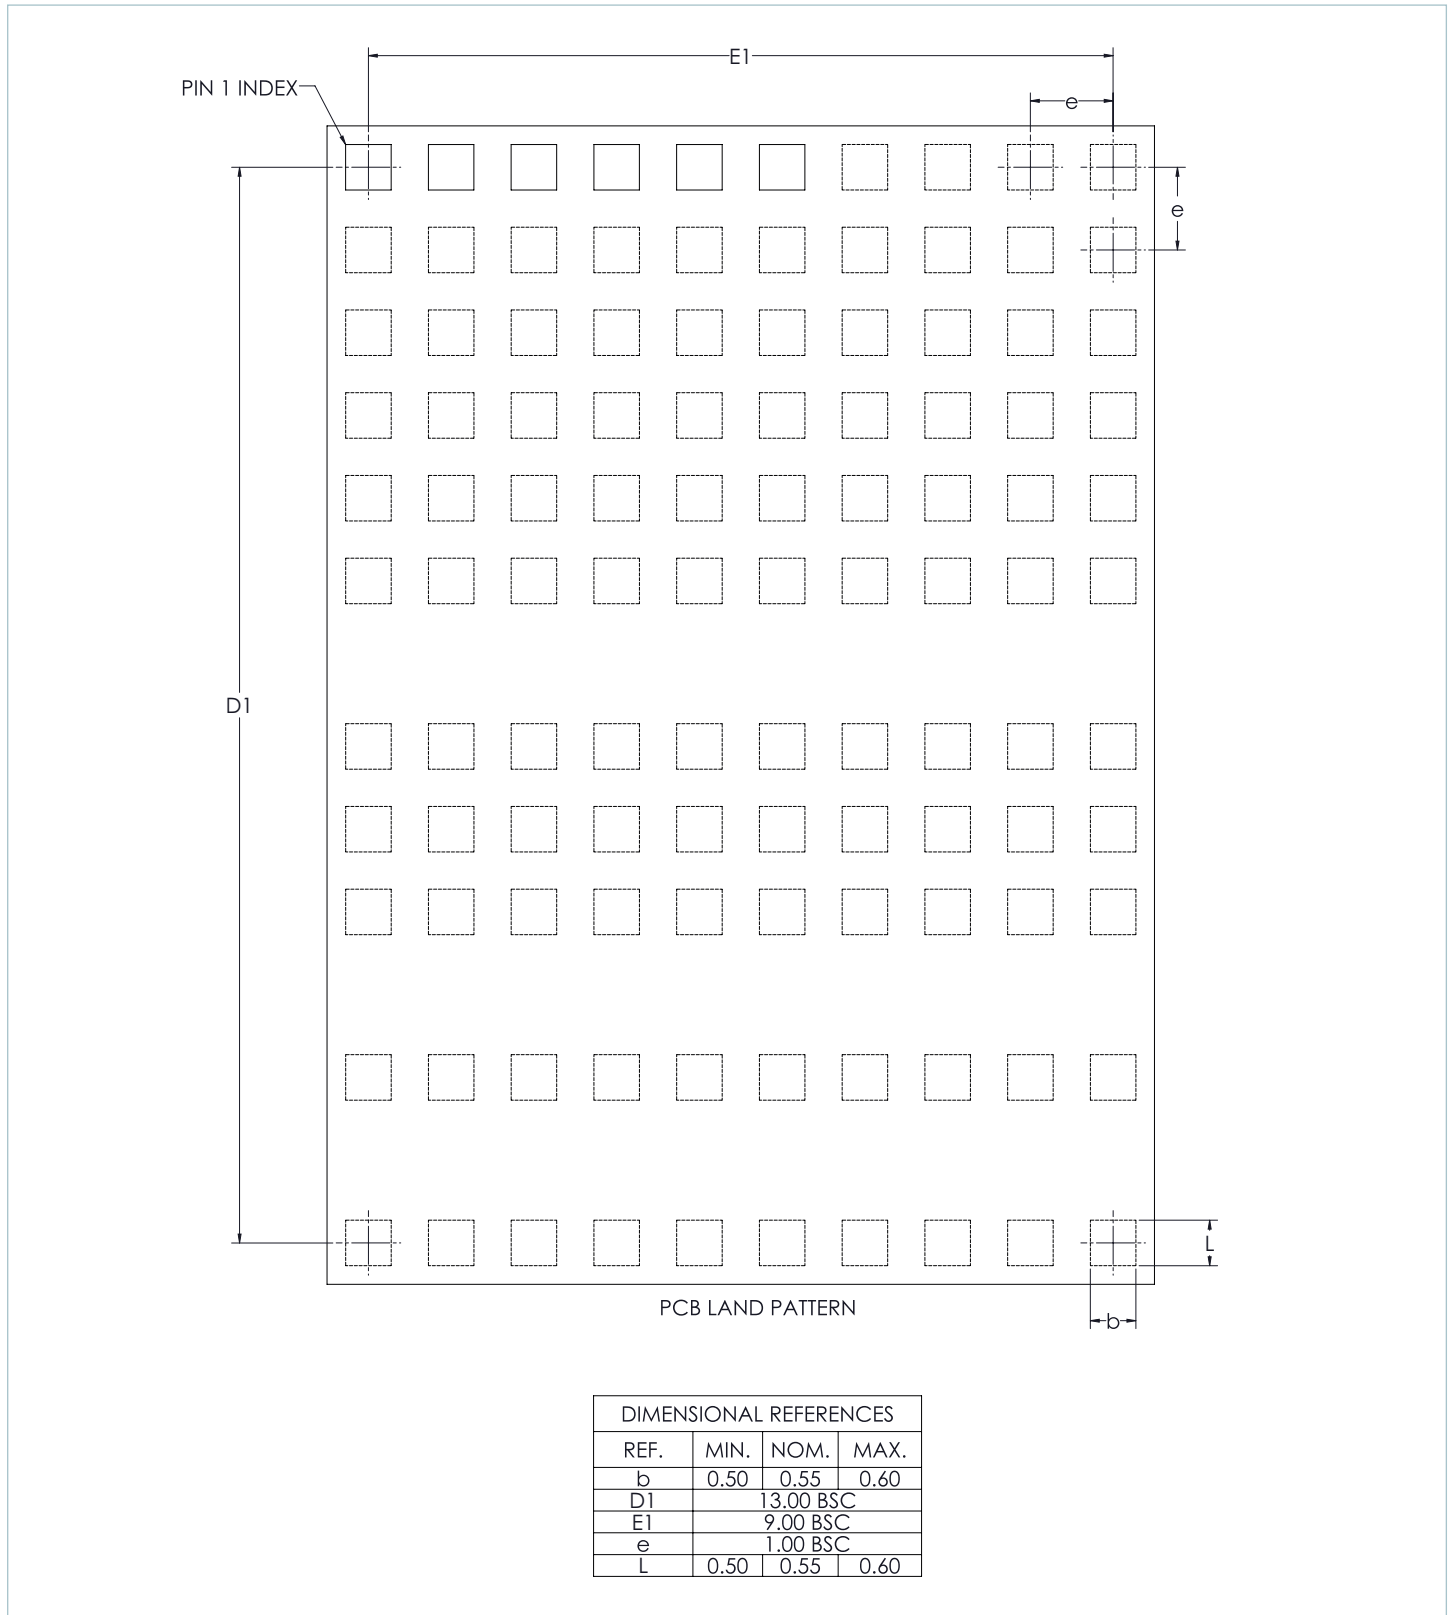 E1
PIN 1 INDEX
e
e
D1
L
PCB LAND PATTERN
b
DIMENSIONAL REFERENCES
REF. MIN. NOM. MAX.
b 0.50 0.55 0.60
D1 13.00 BSC
E1 9.00 BSC
e 1.00 BSC
L 0.50 0.55 0.60